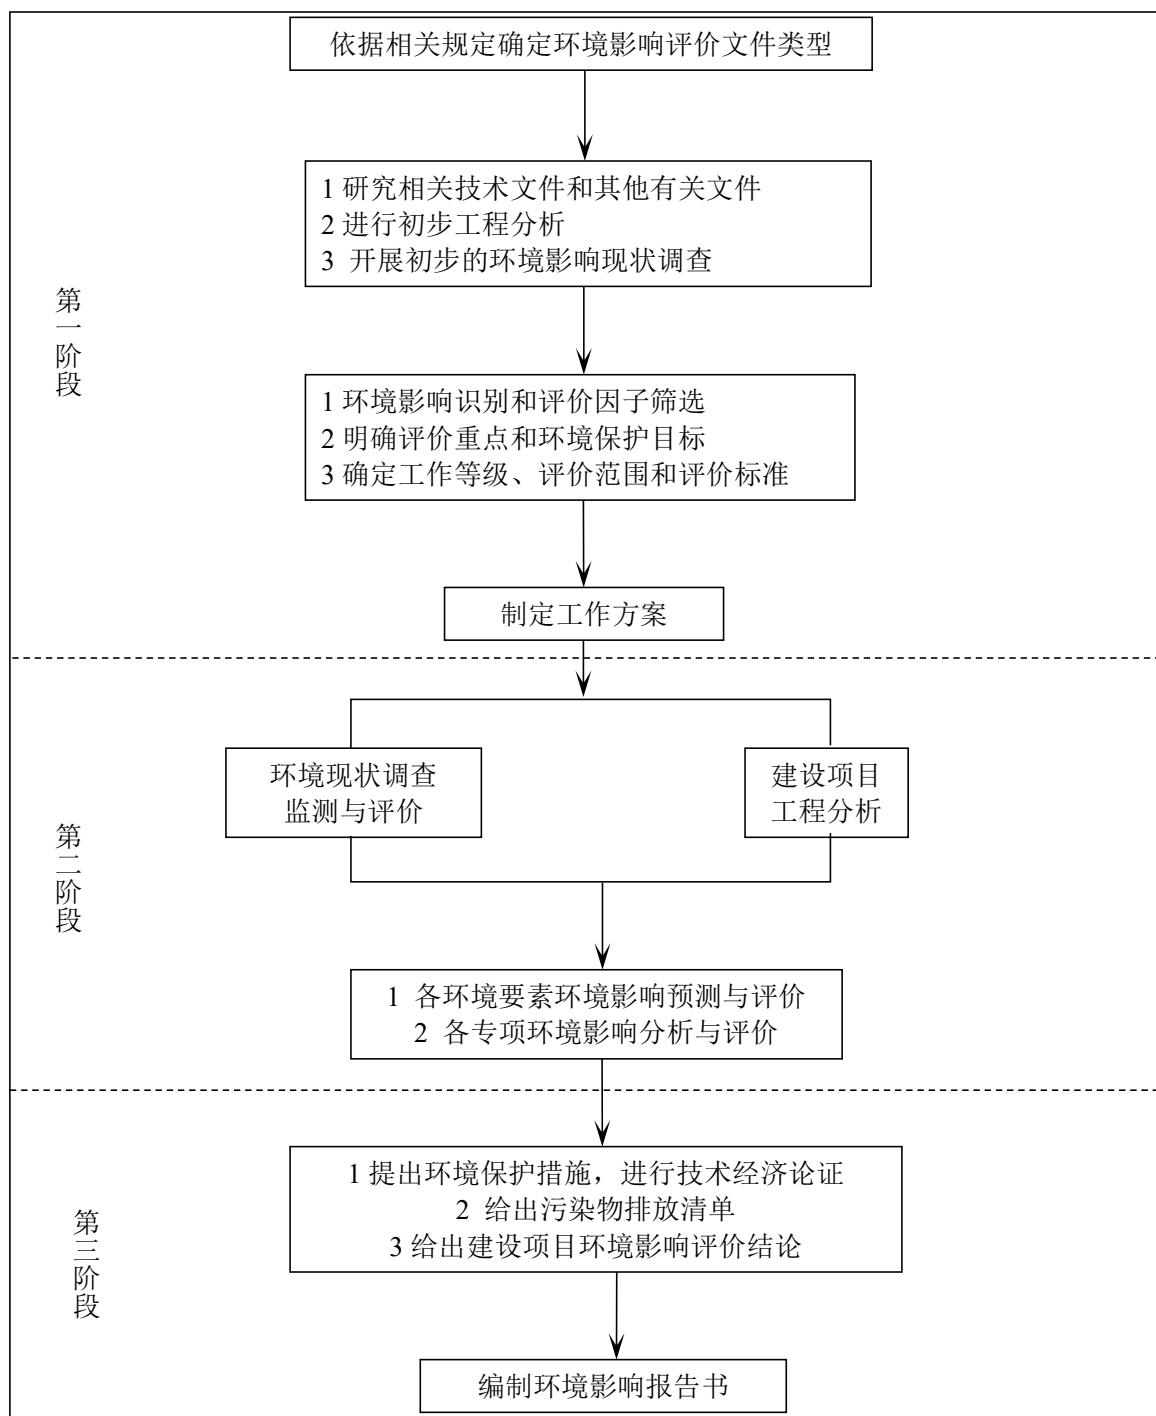 依据相关规定确定环境影响评价文件类型
1 研究相关技术文件和其他有关文件
2 进行初步工程分析
3 开展初步的环境影响现状调查
第一阶段
1 环境影响识别和评价因子筛选
2 明确评价重点和环境保护目标
3 确定工作等级、评价范围和评价标准
制定工作方案
环境现状调查
监测与评价
建设项目
工程分析
第二阶段
1 各环境要素环境影响预测与评价
2 各专项环境影响分析与评价
第三阶段
1 提出环境保护措施，进行技术经济论证
2 给出污染物排放清单
3 给出建设项目环境影响评价结论
编制环境影响报告书